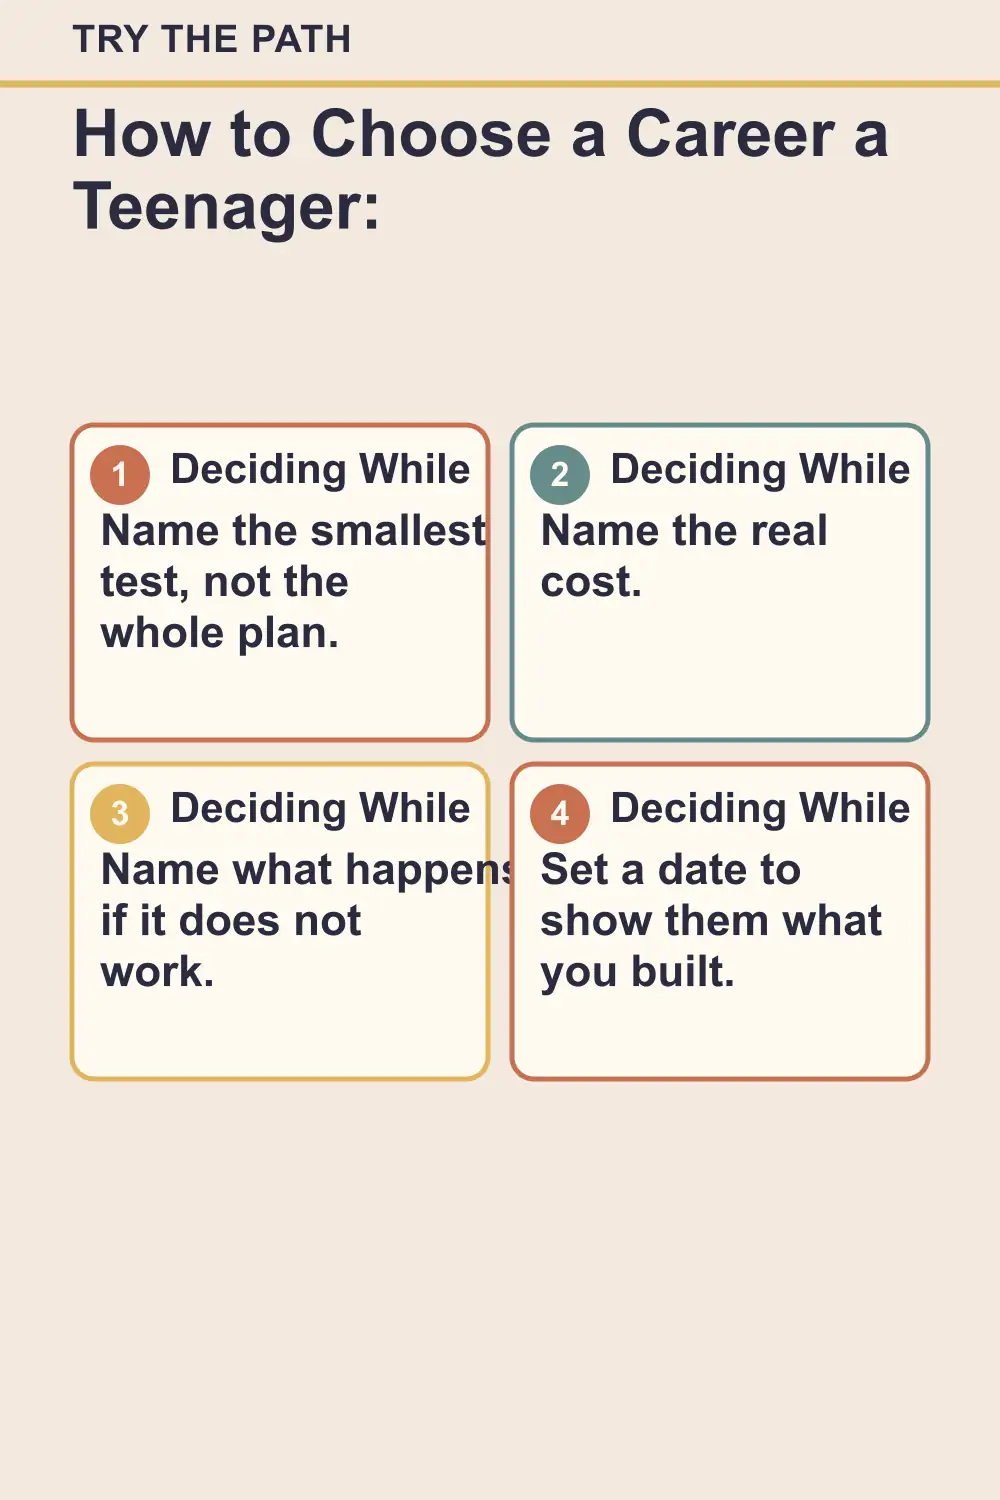 TRY THE PATH
How to Choose a Career a
Teenager:
1 Deciding While
Name the smallest
test, not the
whole plan.
2 Deciding While
Name the real
cost.
3 Deciding While
Name what happens
if it does not
work.
4 Deciding While
Set a date to
show them what
you built.